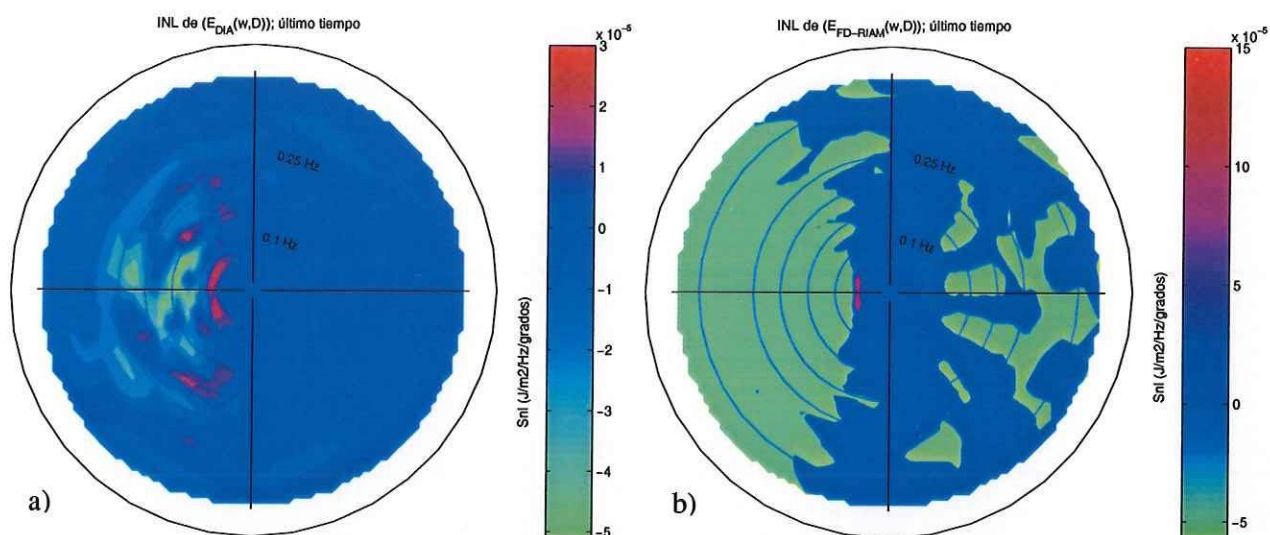 INL de (E_DIA(w,D)); último tiempo
x 10^-5
3
2
1
0
-1
-2
-3
-4
-5
Snl (J/m2/Hz/grados)
0.25 Hz
0.1 Hz
a)
INL de (E_FD-RIAM(w,D)); último tiempo
x 10^-5
15
10
5
0
-5
Snl (J/m2/Hz/grados)
0.25 Hz
0.1 Hz
b)